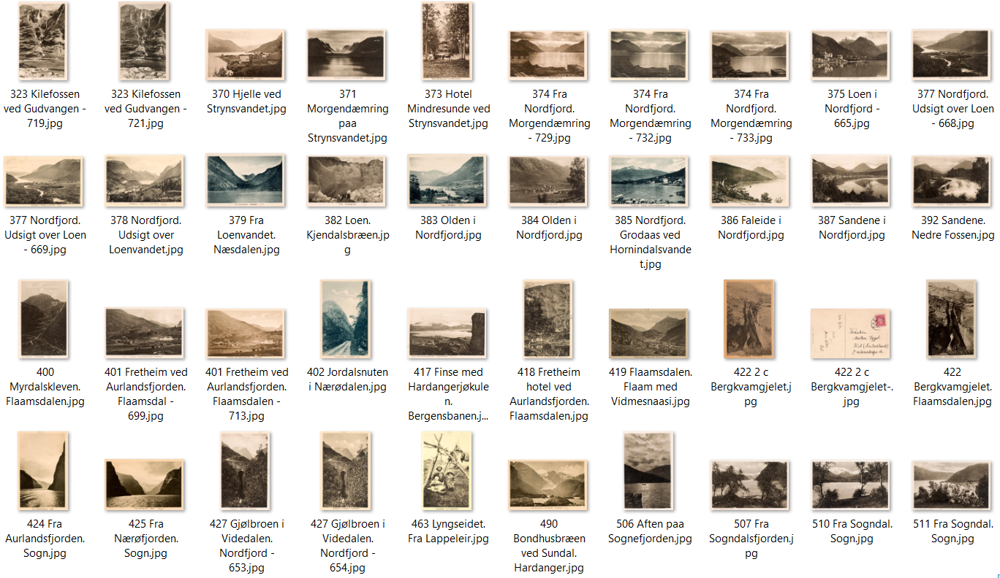 323 Kilefossen
ved Gudvangen -
719.jpg
323 Kilefossen
ved Gudvangen -
721.jpg
370 Hjelle ved
Strynsvandet.jpg
371
Morgendæmring
paa
Strynsvandet.jpg
373 Hotel
Mindresunde ved
Strynsvandet.jpg
374 Fra
Nordfjord.
Morgendæmring
- 729.jpg
374 Fra
Nordfjord.
Morgendæmring
- 732.jpg
374 Fra
Nordfjord.
Morgendæmring
- 733.jpg
375 Loen i
Nordfjord -
665.jpg
377 Nordfjord.
Udsigt over Loen
- 668.jpg
377 Nordfjord.
Udsigt over Loen
- 669.jpg
378 Nordfjord.
Udsigt over
Loenvandet.jpg
379 Fra
Loenvandet.
Næsdalen.jpg
382 Loen.
Kjendalsbræen.jp
g
383 Olden i
Nordfjord.jpg
384 Olden i
Nordfjord.jpg
385 Nordfjord.
Grodaas ved
Hornindalsvande
t.jpg
386 Faleide i
Nordfjord.jpg
387 Sandene i
Nordfjord.jpg
392 Sandene.
Nedre Fossen.jpg
400
Myrdalskleven.
Flaamsdalen.jpg
401 Fretheim ved
Aurlandsfjorden.
Flaamsdal -
699.jpg
401 Fretheim ved
Aurlandsfjorden.
Flaamsdalen -
713.jpg
402 Jordalsnuten
i Nærødalen.jpg
417 Finse med
Hardangerjøkule
n.
Bergensbanen.j...
418 Fretheim
hotel ved
Aurlandsfjorden.
Flaamsdalen.jpg
419 Flaamsdalen.
Flaam med
Vidmesnaasi.jpg
422 2 c
Bergkvamgjelet.j
pg
422 2 c
Bergkvamgjelet-.
jpg
422
Bergkvamgjelet.
Flaamsdalen.jpg
424 Fra
Aurlandsfjorden.
Sogn.jpg
425 Fra
Nærøfjorden.
Sogn.jpg
427 Gjølbroen i
Videdalen.
Nordfjord -
653.jpg
427 Gjølbroen i
Videdalen.
Nordfjord -
654.jpg
463 Lyngseidet.
Fra Lappeleir.jpg
490
Bondhusbræen
ved Sundal.
Hardanger.jpg
506 Aften paa
Sognefjorden.jpg
507 Fra
Sogndalsfjorden.j
pg
510 Fra Sogndal.
Sogn.jpg
511 Fra Sogndal.
Sogn.jpg